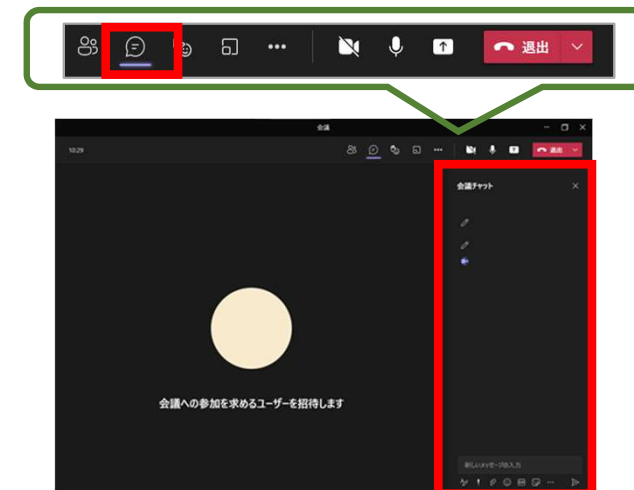 退出
会議
10:29
退出
会議チャット
会議への参加を求めるユーザーを招待します
新しいメッセージの入力